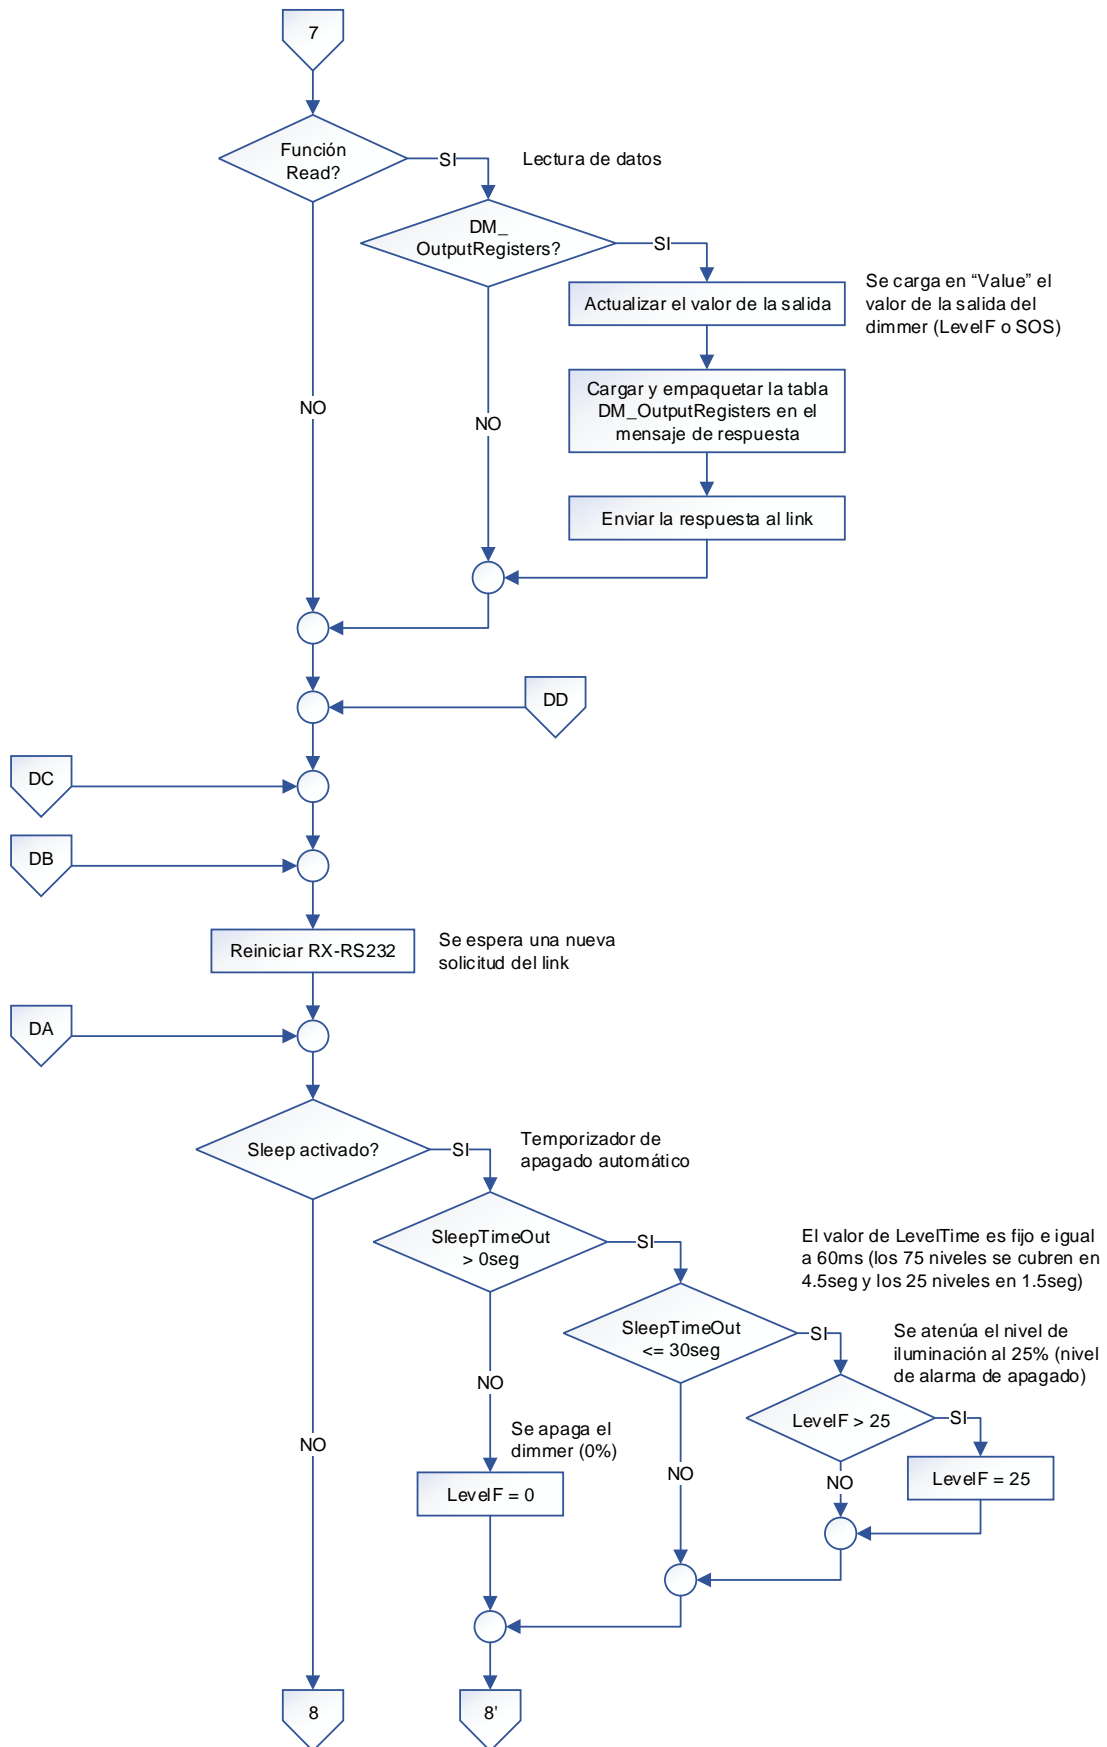 7
Función
Read?
SI
Lectura de datos
DM_
OutputRegisters?
SI
Se carga en “Value” el
valor de la salida del
dimmer (LevelF o SOS)
Actualizar el valor de la salida
Cargar y empaquetar la tabla
DM_OutputRegisters en el
mensaje de respuesta
NO
NO
Enviar la respuesta al link
DD
DC
DB
Reiniciar RX-RS232
Se espera una nueva
solicitud del link
DA
Sleep activado?
SI
Temporizador de
apagado automático
SleepTimeOut
> 0seg
SI
El valor de LevelTime es fijo e igual
a 60ms (los 75 niveles se cubren en
4.5seg y los 25 niveles en 1.5seg)
SleepTimeOut
<= 30seg
SI
Se atenúa el nivel de
iluminación al 25% (nivel
de alarma de apagado)
NO
LevelF > 25
SI
NO
Se apaga el
dimmer (0%)
NO
NO
LevelF = 0
LevelF = 25
8
8'